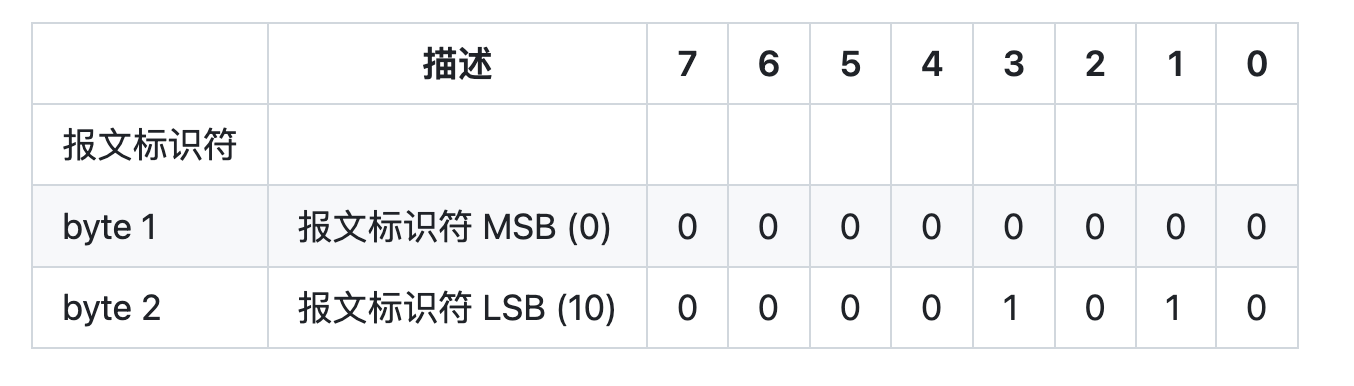 描述 7 6 5 4 3 2 1 0
报文标识符
byte 1 报文标识符 MSB (0) 0 0 0 0 0 0 0 0
byte 2 报文标识符 LSB (10) 0 0 0 0 1 0 1 0